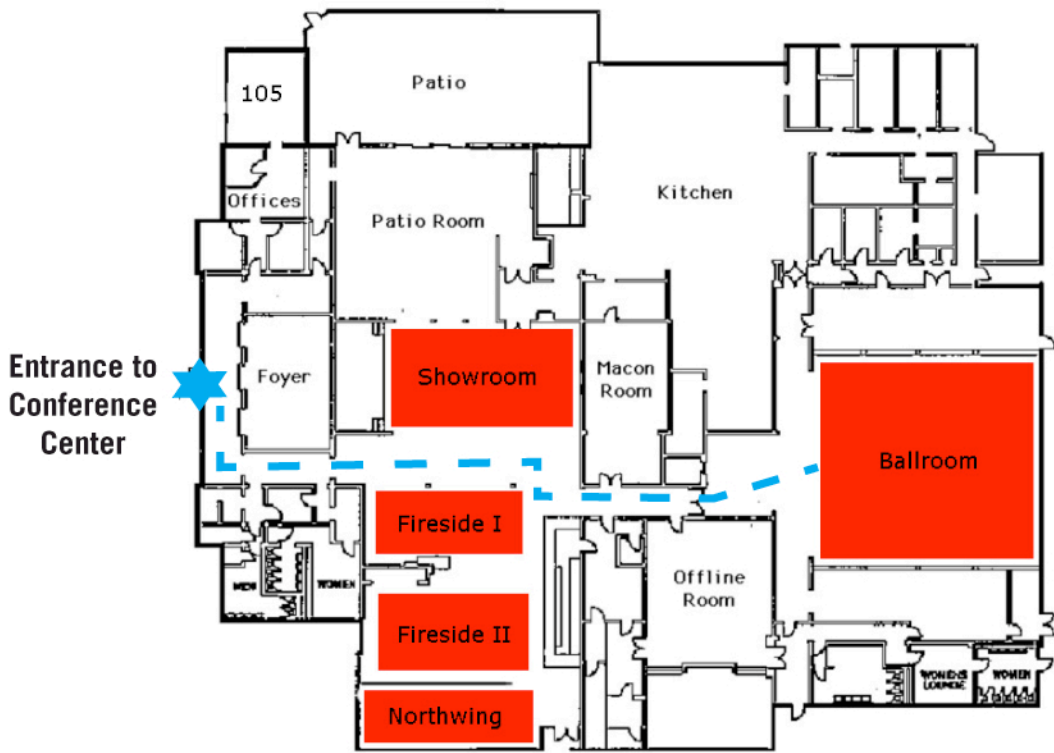 Patio
105
Kitchen
Offices
Patio Room
Entrance to
Conference
Center
Foyer
Showroom
Macon
Room
Ballroom
Fireside I
MEN
WOMEN
Offline
Room
Fireside II
WOMENS
LOUNGE
WOMEN
Northwing